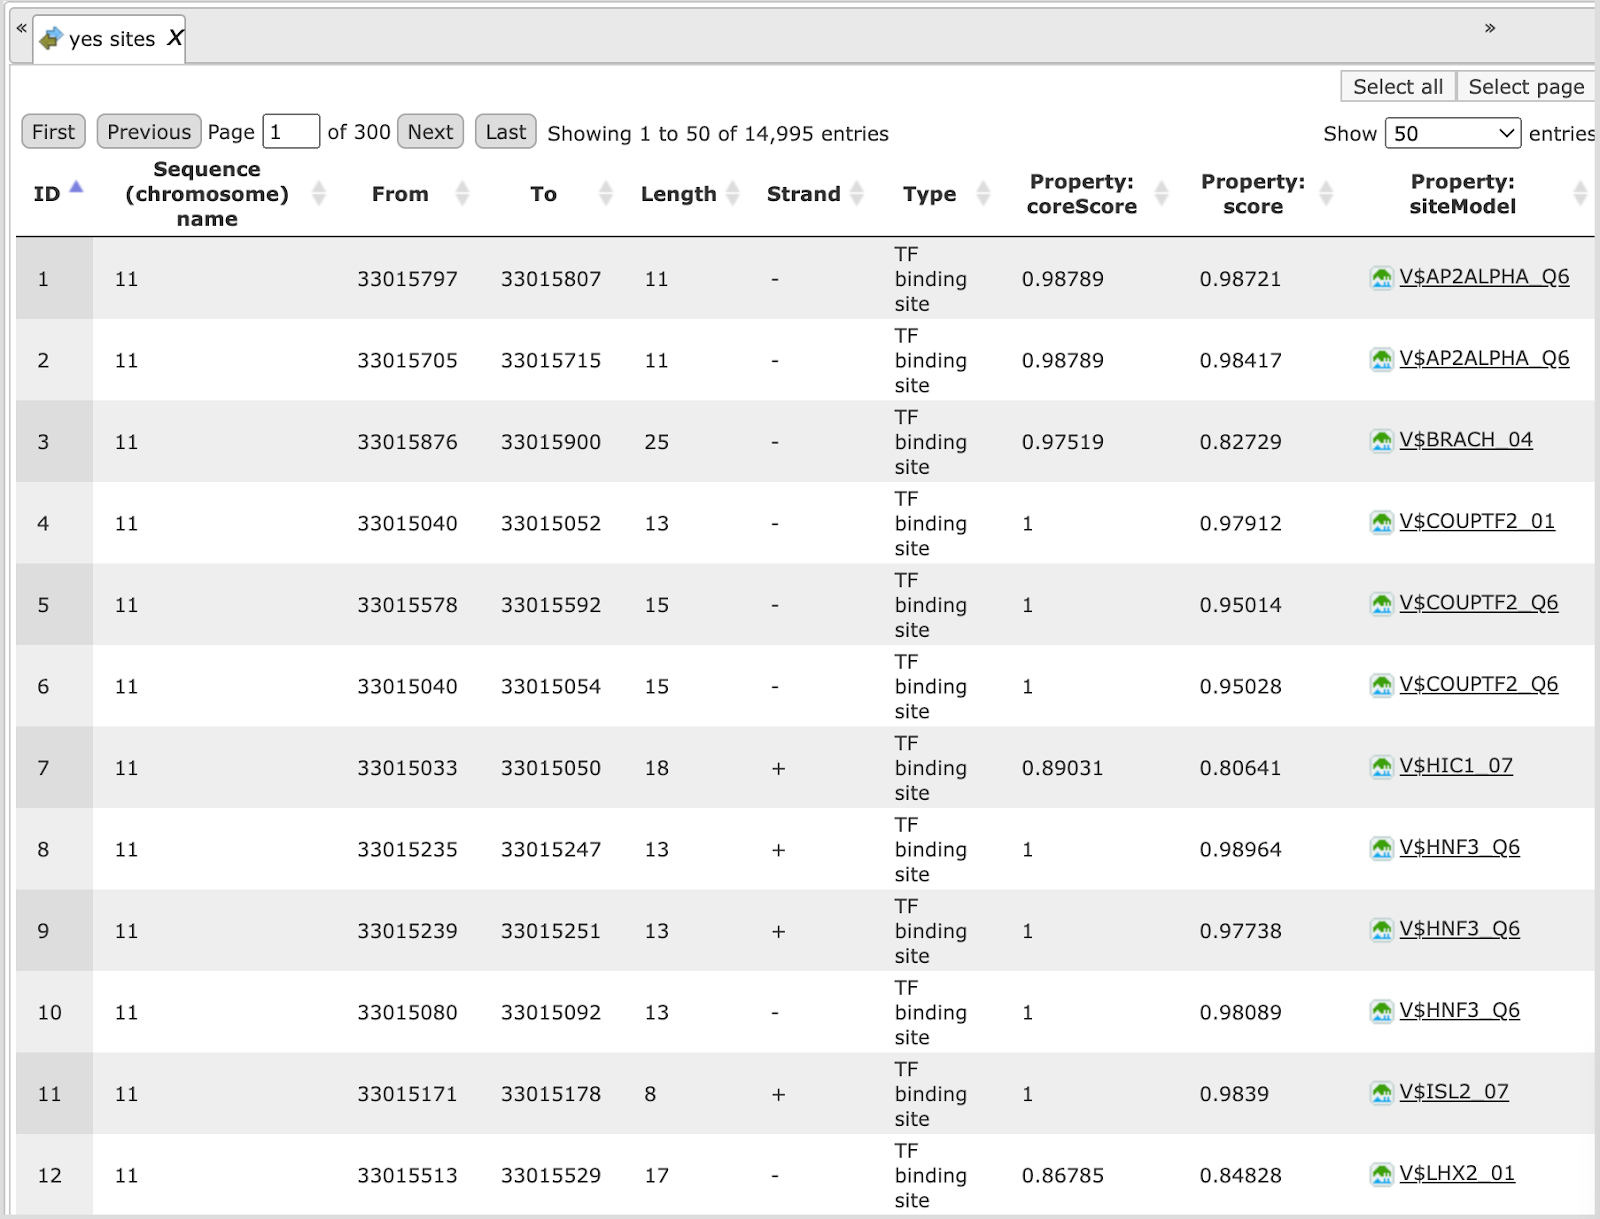 « yes sites X »
Select all Select page
First Previous Page 1 of 300 Next Last Showing 1 to 50 of 14,995 entries Show 50 entries
ID Sequence (chromosome) name From To Length Strand Type Property: coreScore Property: score Property: siteModel
1 11 33015797 33015807 11 - TF binding site 0.98789 0.98721 V$AP2ALPHA_Q6
2 11 33015705 33015715 11 - TF binding site 0.98789 0.98417 V$AP2ALPHA_Q6
3 11 33015876 33015900 25 - TF binding site 0.97519 0.82729 V$BRACH_04
4 11 33015040 33015052 13 - TF binding site 1 0.97912 V$COUPTF2_01
5 11 33015578 33015592 15 - TF binding site 1 0.95014 V$COUPTF2_Q6
6 11 33015040 33015054 15 - TF binding site 1 0.95028 V$COUPTF2_Q6
7 11 33015033 33015050 18 + TF binding site 0.89031 0.80641 V$HIC1_07
8 11 33015235 33015247 13 + TF binding site 1 0.98964 V$HNF3_Q6
9 11 33015239 33015251 13 + TF binding site 1 0.97738 V$HNF3_Q6
10 11 33015080 33015092 13 - TF binding site 1 0.98089 V$HNF3_Q6
11 11 33015171 33015178 8 + TF binding site 1 0.9839 V$ISL2_07
12 11 33015513 33015529 17 - TF binding site 0.86785 0.84828 V$LHX2_01